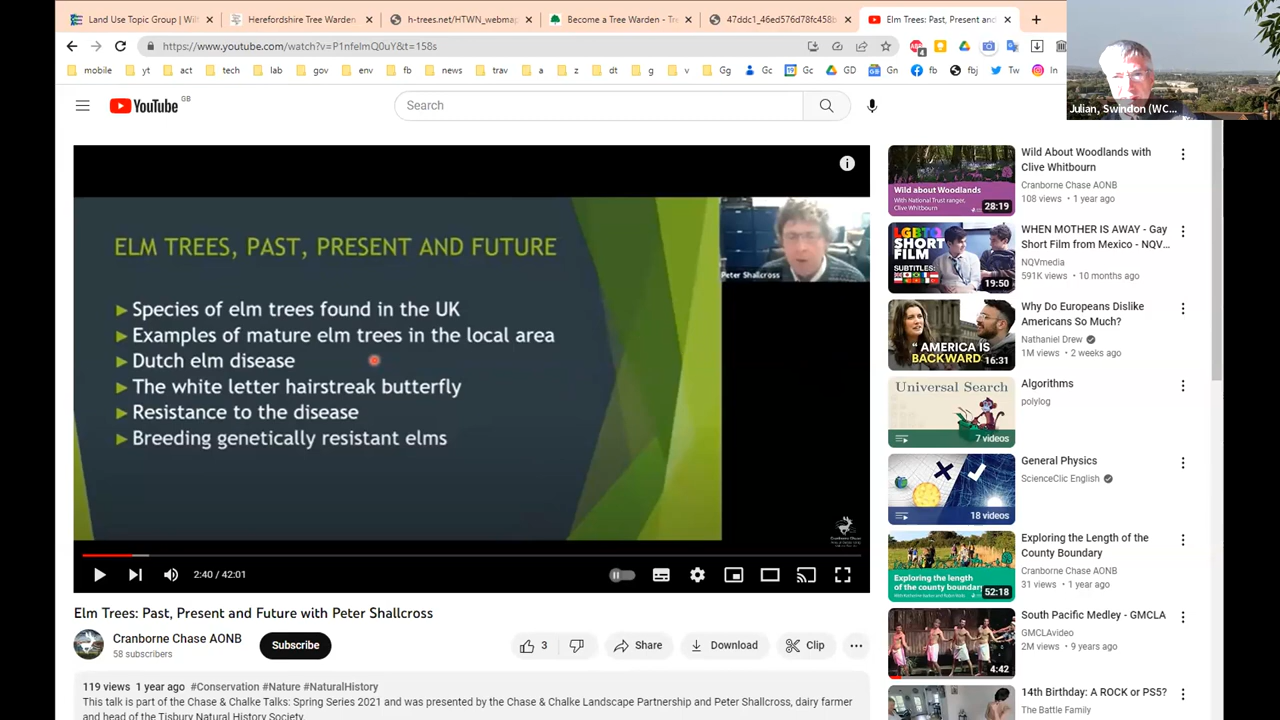 Land Use Topic Group | Wil
Herefordshire Tree Warden
h-trees.net/HTWN_webmap
Become a Tree Warden - Tre
47ddc1_46e6576d78fc458b
Elm Trees: Past, Present and
https://www.youtube.com/watch?v=P1nfelmQ0uY&t=158s
mobile yt act tech lab gov env fb news trav a z dt g v Gg Gc Gc GD Gn fb fbj Tw In
YouTube GB
Search
Julian, Swindon (WC...
ELM TREES, PAST, PRESENT AND FUTURE
Species of elm trees found in the UK
Examples of mature elm trees in the local area
Dutch elm disease
The white letter hairstreak butterfly
Resistance to the disease
Breeding genetically resistant elms
Peter Shallcross
2:40 / 42:01
Elm Trees: Past, Present and Future with Peter Shallcross
Cranborne Chase AONB
58 subscribers
Subscribe
3
Share
Download
Clip
119 views 1 year ago #Conservation #Nature #NaturalHistory
This talk is part of the Chase & Chalke Talks: Spring Series 2021 and was presented by the Chase & Chalke Landscape Partnership and Peter Shallcross, dairy farmer
and head of the Tisbury Natural History Society.
Wild about Woodlands
With National Trust ranger,
Clive Whitbourn
28:19
Wild About Woodlands with
Clive Whitbourn
Cranborne Chase AONB
108 views • 1 year ago
LGBTQ
SHORT
FILM
SUBTITLES:
19:50
WHEN MOTHER IS AWAY - Gay
Short Film from Mexico - NQV...
NQVmedia
591K views • 10 months ago
" AMERICA IS
BACKWARD
16:31
Why Do Europeans Dislike
Americans So Much?
Nathaniel Drew
1M views • 2 weeks ago
Universal Search
7 videos
Algorithms
polylog
18 videos
General Physics
ScienceClic English
Exploring the length
of the county boundary
52:18
Exploring the Length of the
County Boundary
Cranborne Chase AONB
31 views • 1 year ago
4:42
South Pacific Medley - GMCLA
GMCLAvideo
2M views • 9 years ago
14th Birthday: A ROCK or PS5?
The Battle Family